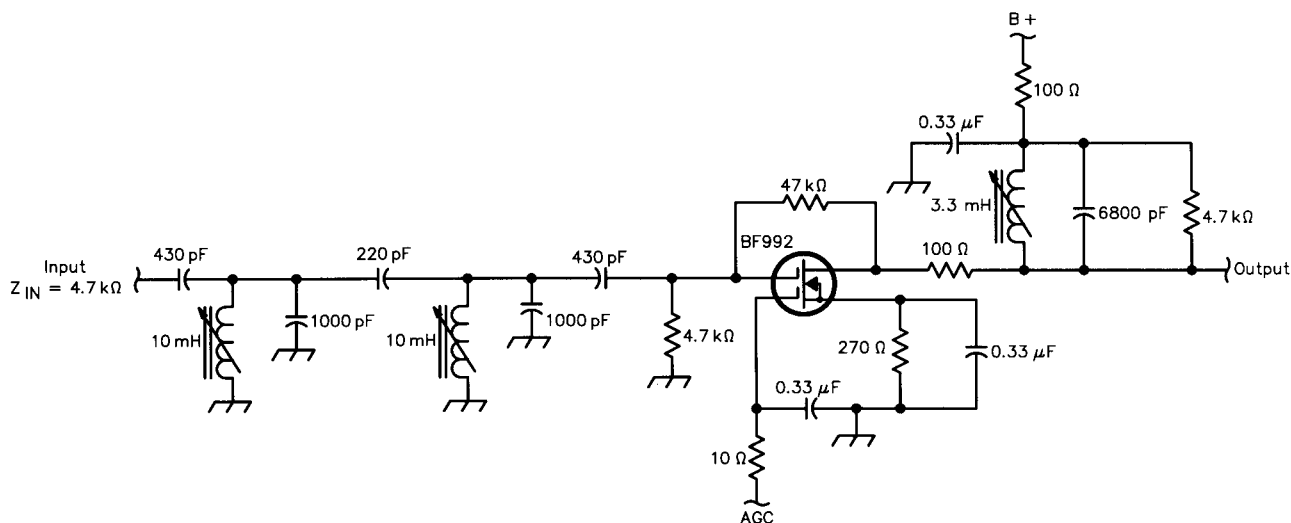 B +
100 Ω
0.33 µF
47 kΩ
3.3 mH
6800 pF
4.7 kΩ
BF992
430 pF
220 pF
430 pF
100 Ω
Input
Z IN = 4.7 kΩ
Output
10 mH
1000 pF
10 mH
1000 pF
4.7 kΩ
270 Ω
0.33 µF
0.33 µF
10 Ω
AGC